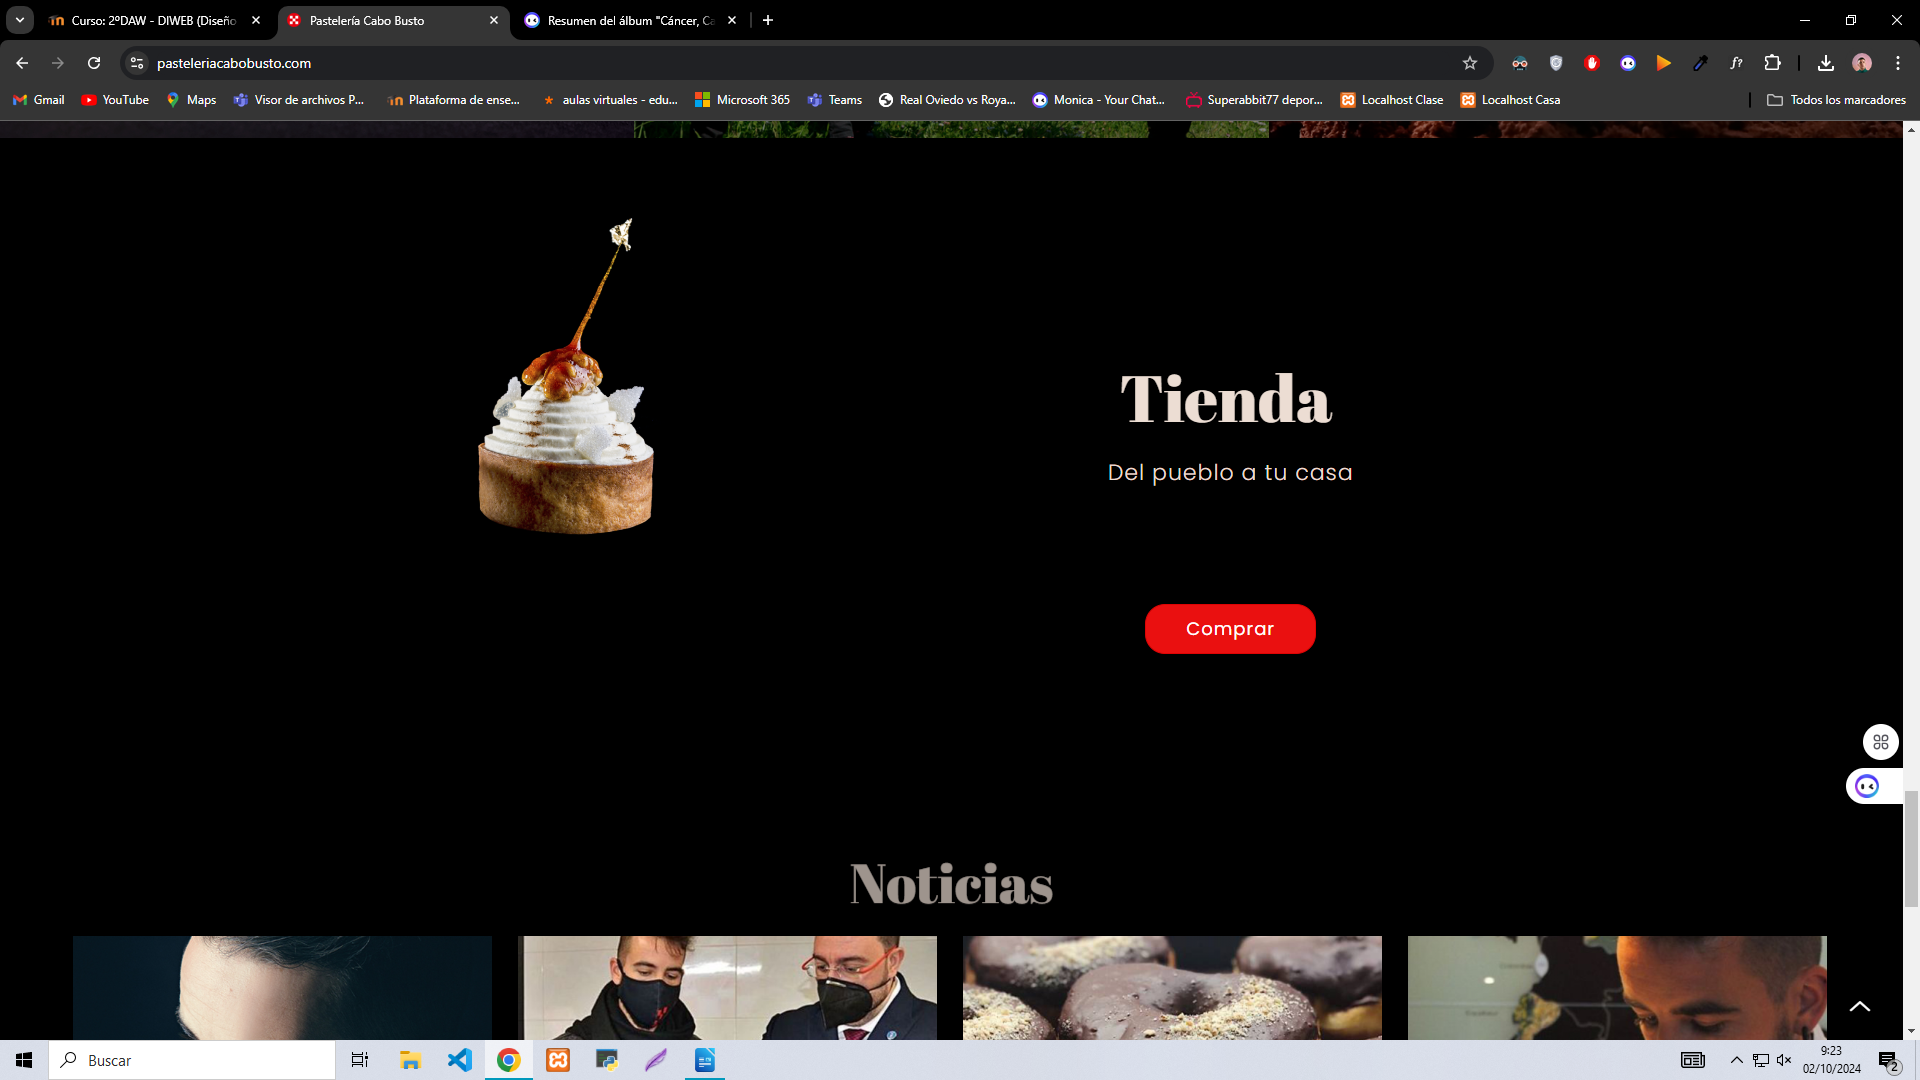 Curso: 2ºDAW - DIWEB (Diseño
Pastelería Cabo Busto
Resumen del álbum "Cáncer, Ca
pasteleriacabobusto.com
Gmail
YouTube
Maps
Visor de archivos P...
Plataforma de ense...
aulas virtuales - edu...
Microsoft 365
Teams
Real Oviedo vs Roya...
Monica - Your Chat...
Superabbit77 depor...
Localhost Clase
Localhost Casa
Todos los marcadores
Tienda
Del pueblo a tu casa
Comprar
Noticias
Buscar
9:23
02/10/2024
2